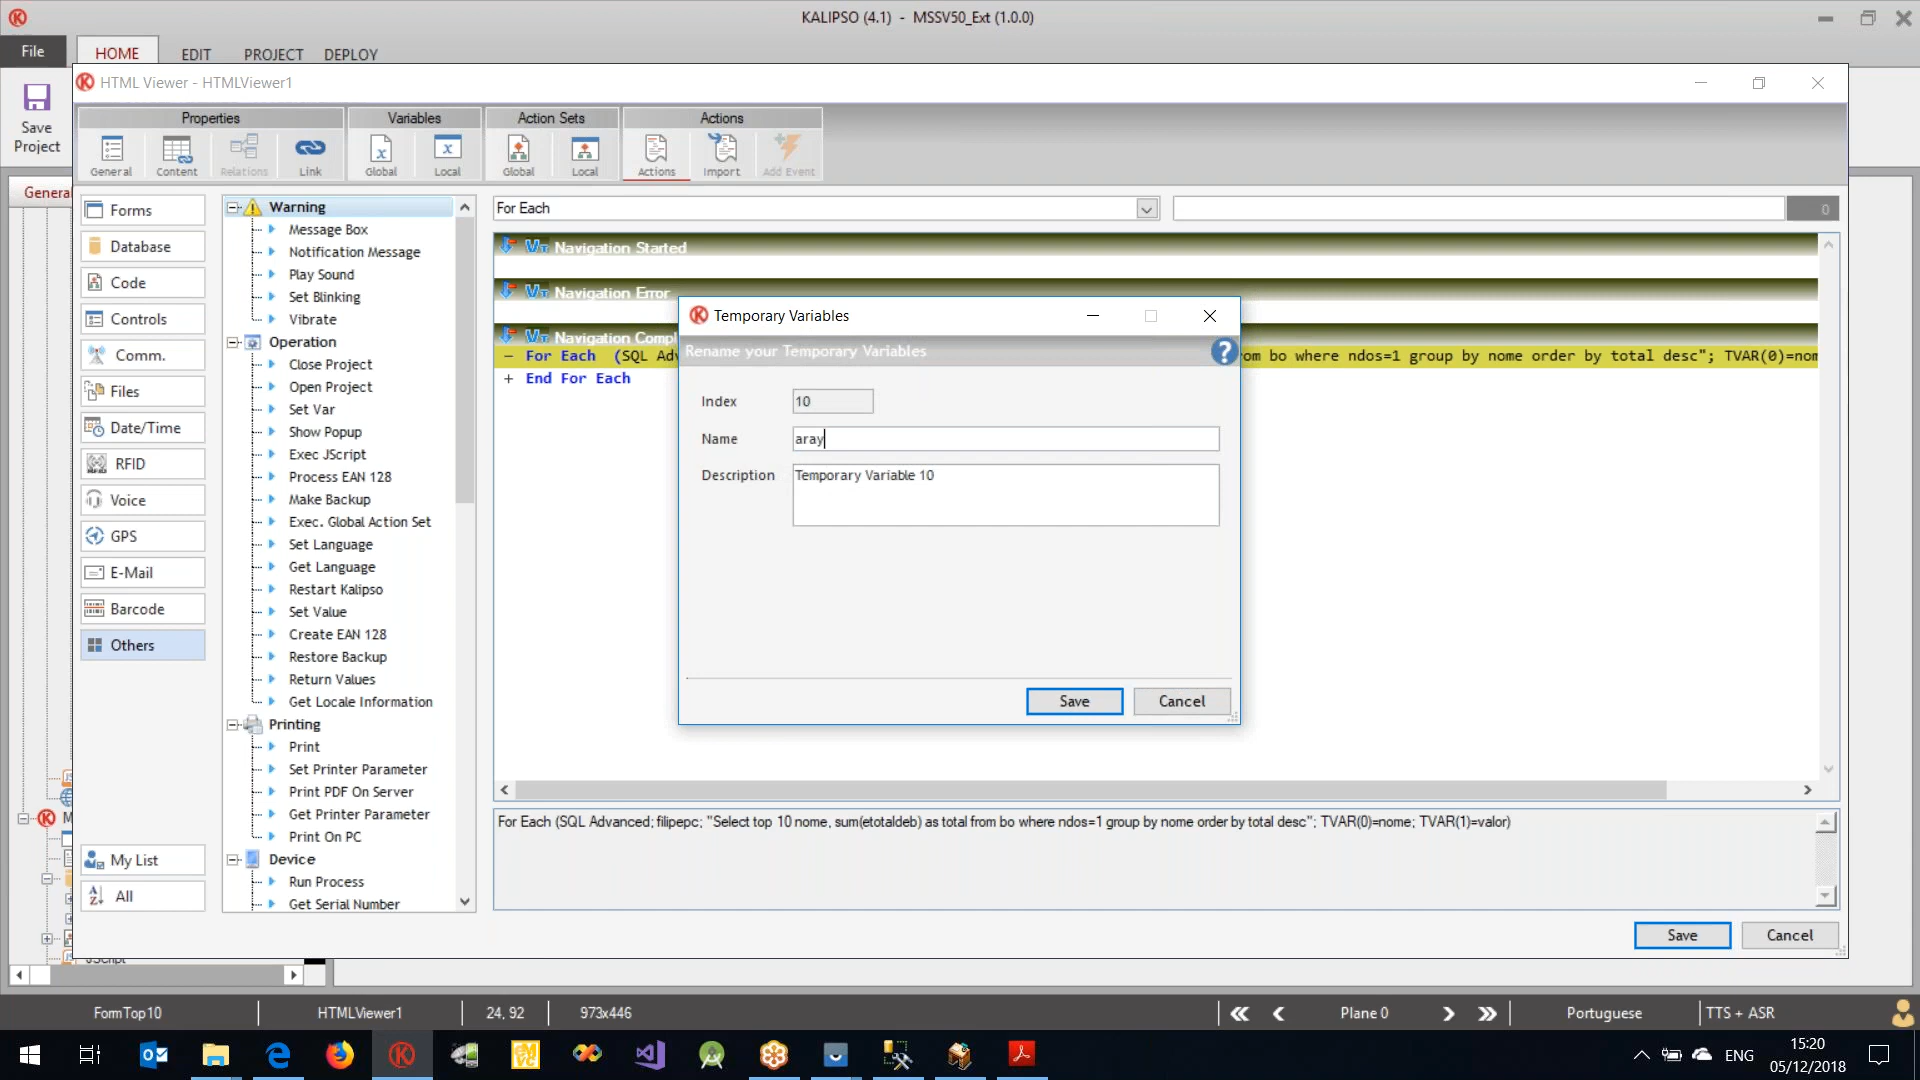 KALIPSO (4.1) - MSSV50_Ext (1.0.0)
File
HOME
EDIT
PROJECT
DEPLOY
HTML Viewer - HTMLViewer1
Save
Project
Properties
Variables
Action Sets
Actions
General
Content
Relations
Link
Global
Local
Global
Local
Actions
Import
Add Event
General
Forms
Database
Code
Controls
Comm.
Files
Date/Time
RFID
Voice
GPS
E-Mail
Barcode
Others
My List
All
Warning
Message Box
Notification Message
Play Sound
Set Blinking
Vibrate
Operation
Close Project
Open Project
Set Var
Show Popup
Exec JScript
Process EAN 128
Make Backup
Exec. Global Action Set
Set Language
Get Language
Restart Kalipso
Set Value
Create EAN 128
Restore Backup
Return Values
Get Locale Information
Printing
Print
Set Printer Parameter
Print PDF On Server
Get Printer Parameter
Print On PC
Device
Run Process
Get Serial Number
For Each
0
Navigation Started
Navigation Error
Navigation Compl
For Each (SQL Adv
om bo where ndos=1 group by nome order by total desc"; TVAR(0)=nom
End For Each
Temporary Variables
Rename your Temporary Variables
Index
10
Name
aray
Description
Temporary Variable 10
Save
Cancel
For Each (SQL Advanced; filipepc; "Select top 10 nome, sum(etotaldeb) as total from bo where ndos=1 group by nome order by total desc"; TVAR(0)=nome; TVAR(1)=valor)
Save
Cancel
JScript
FormTop10
HTMLViewer1
24, 92
973x446
Plane 0
Portuguese
TTS + ASR
ENG
15:20
05/12/2018